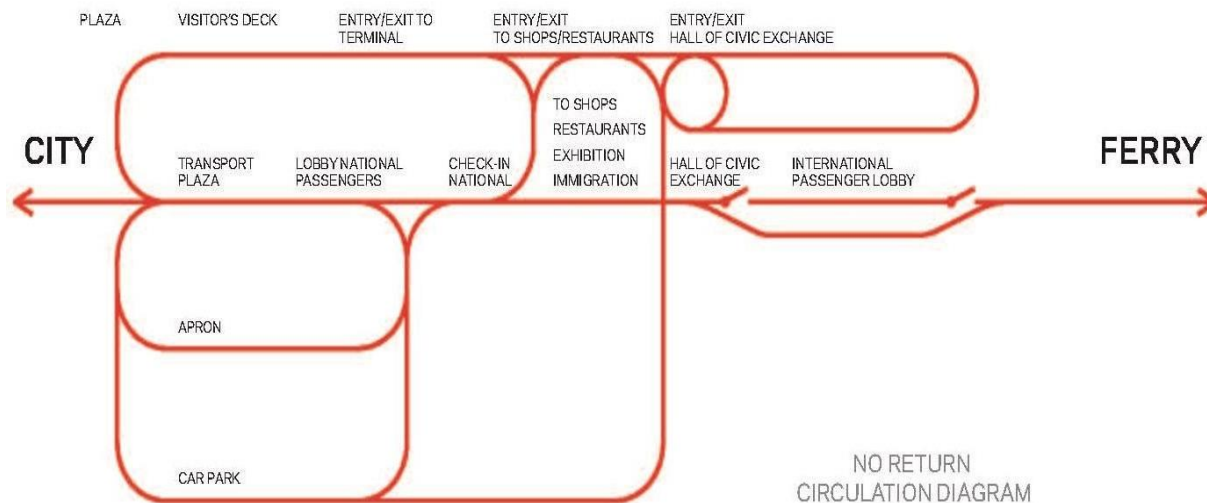 PLAZA
VISITOR'S DECK
ENTRY/EXIT TO
TERMINAL
ENTRY/EXIT
TO SHOPS/RESTAURANTS
ENTRY/EXIT
HALL OF CIVIC EXCHANGE
TO SHOPS
RESTAURANTS
EXHIBITION
IMMIGRATION
CITY
FERRY
TRANSPORT
PLAZA
LOBBY NATIONAL
PASSENGERS
CHECK-IN
NATIONAL
HALL OF CIVIC
EXCHANGE
INTERNATIONAL
PASSENGER LOBBY
APRON
CAR PARK
NO RETURN
CIRCULATION DIAGRAM